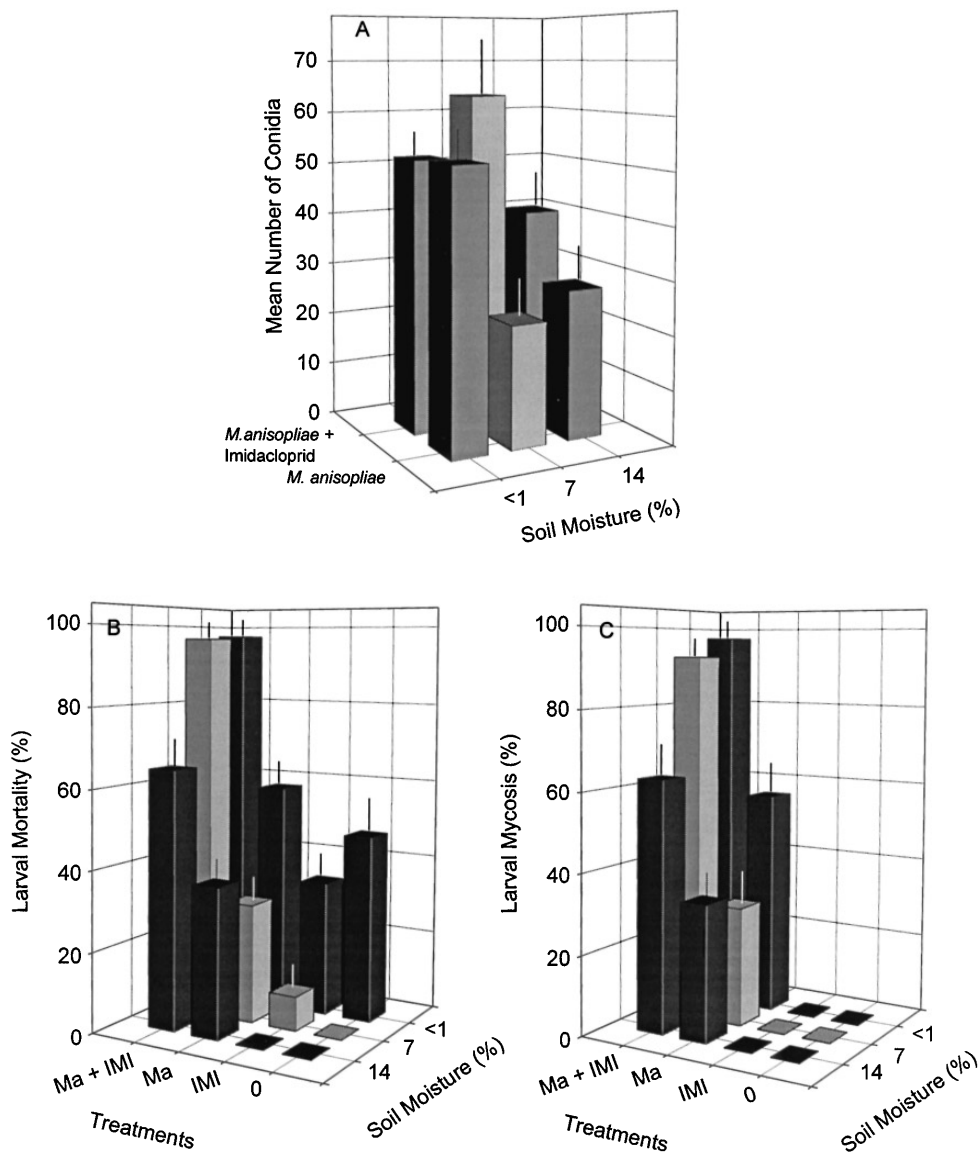 A
Mean Number of Conidia
70
60
50
40
30
20
10
0
M.anisopliae +
Imidacloprid
M. anisopliae
<1
7
14
Soil Moisture (%)
B
Larval Mortality (%)
100
80
60
40
20
0
Ma + IMI
Ma
IMI
0
Treatments
14
7
<1
Soil Moisture (%)
C
Larval Mycosis (%)
100
80
60
40
20
0
Ma + IMI
Ma
IMI
0
Treatments
14
7
<1
Soil Moisture (%)